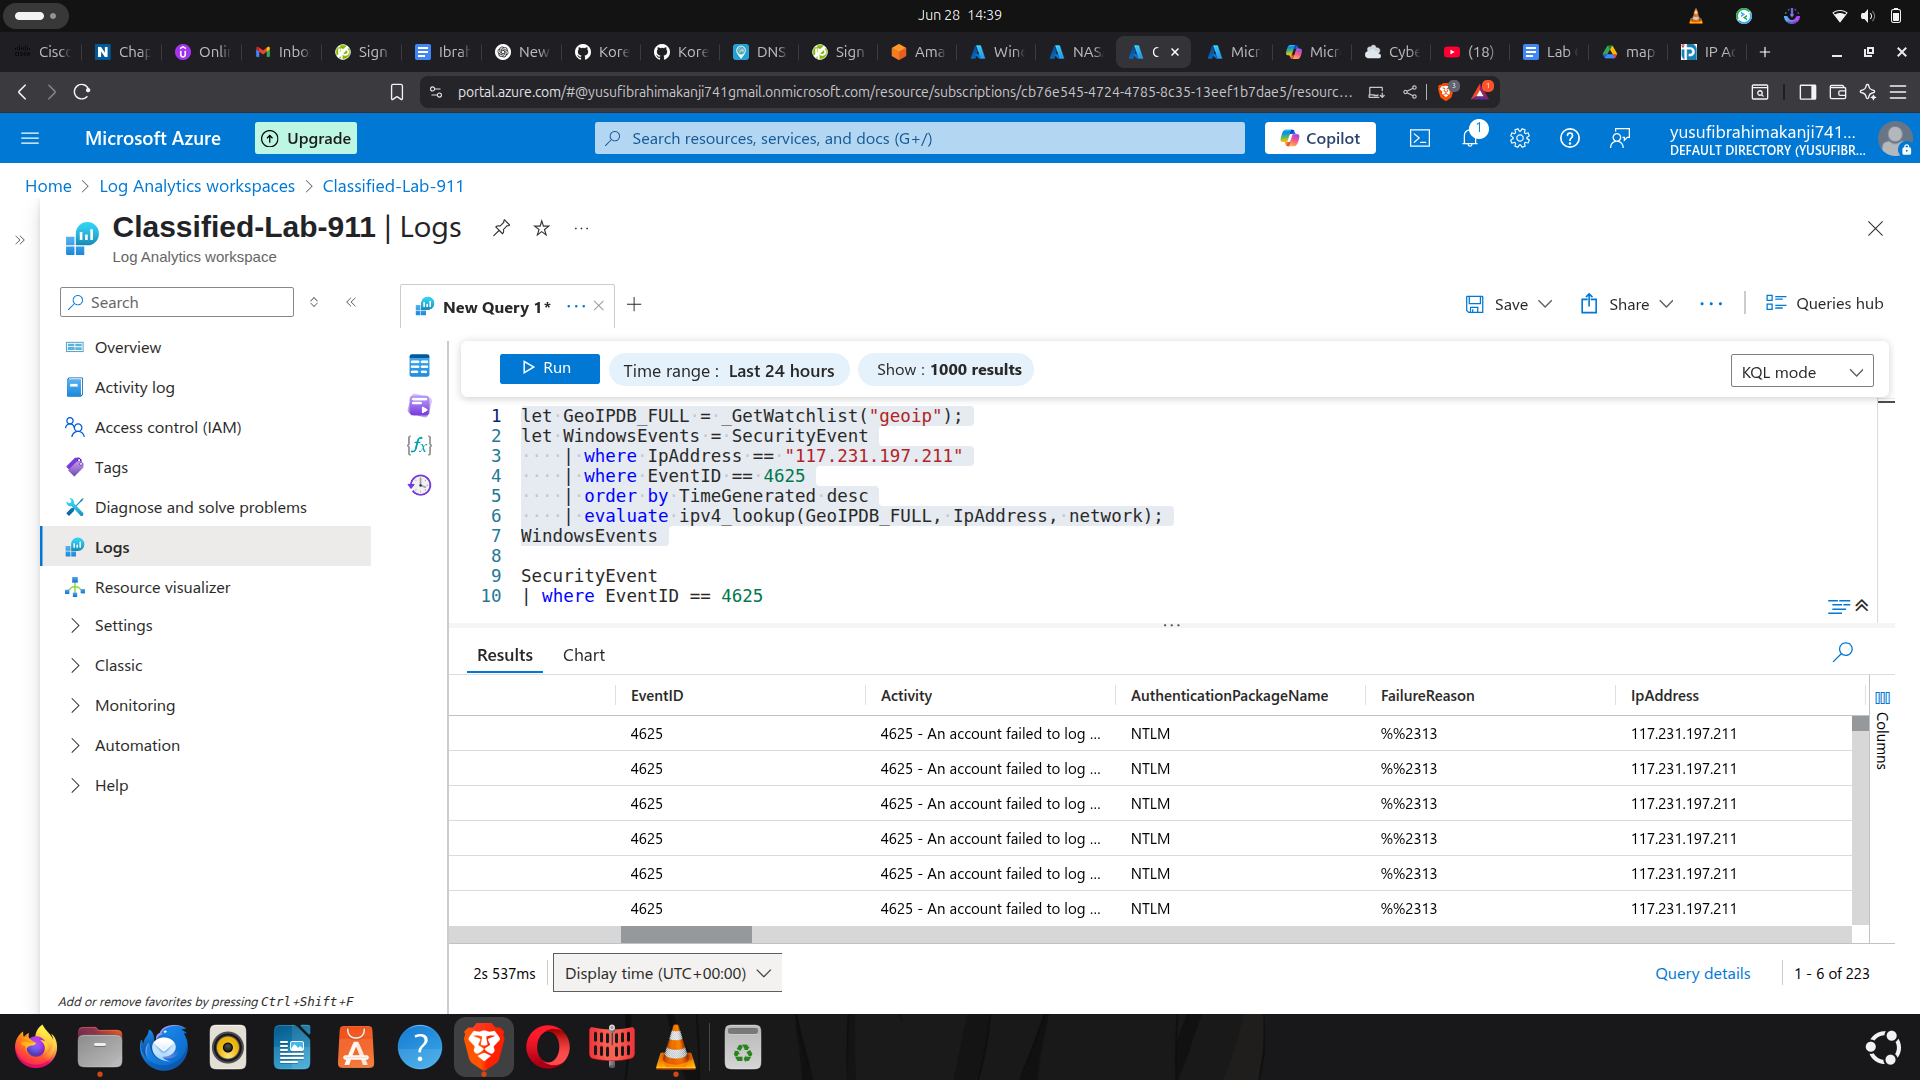 Jun 28 14:39
Cisc
Chap
Onli
Inbo
Sign
Ibrah
New
Kore
Kore
DNS
Sign
Ama
Wind
NAS
C
Micr
Micr
Cybe
(18)
Lab
map
IP Ac
portal.azure.com/#@yusufibrahimakanji741gmail.onmicrosoft.com/resource/subscriptions/cb76e545-4724-4785-8c35-13eef1b7dae5/resourc...
3
1
Microsoft Azure
Upgrade
Search resources, services, and docs (G+/)
Copilot
1
yusufibrahimakanji741...
DEFAULT DIRECTORY (YUSUFIBR...
Home > Log Analytics workspaces > Classified-Lab-911
Classified-Lab-911 | Logs
Log Analytics workspace
Search
Overview
Activity log
Access control (IAM)
Tags
Diagnose and solve problems
Logs
Resource visualizer
Settings
Classic
Monitoring
Automation
Help
Add or remove favorites by pressing Ctrl+Shift+F
New Query 1*
Save
Share
Queries hub
Run
Time range : Last 24 hours
Show : 1000 results
KQL mode
1 let GeoIPDB_FULL = _GetWatchlist("geoip");
2 let WindowsEvents = SecurityEvent
3 | where IpAddress == "117.231.197.211"
4 | where EventID == 4625
5 | order by TimeGenerated desc
6 | evaluate ipv4_lookup(GeoIPDB_FULL, IpAddress, network);
7 WindowsEvents
8
9 SecurityEvent
10 | where EventID == 4625
Results
Chart
EventID Activity AuthenticationPackageName FailureReason IpAddress
4625 4625 - An account failed to log ... NTLM %%2313 117.231.197.211
4625 4625 - An account failed to log ... NTLM %%2313 117.231.197.211
4625 4625 - An account failed to log ... NTLM %%2313 117.231.197.211
4625 4625 - An account failed to log ... NTLM %%2313 117.231.197.211
4625 4625 - An account failed to log ... NTLM %%2313 117.231.197.211
4625 4625 - An account failed to log ... NTLM %%2313 117.231.197.211
Columns
2s 537ms
Display time (UTC+00:00)
Query details
1 - 6 of 223